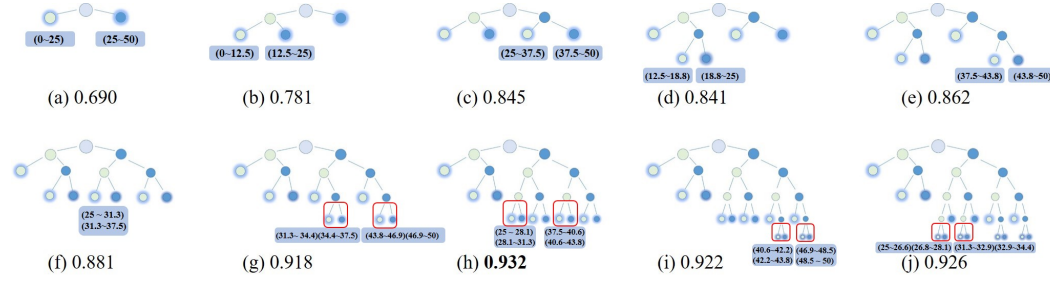 (0~25) (25~50)
(a) 0.690
(0~12.5) (12.5~25)
(b) 0.781
(25~37.5) (37.5~50)
(c) 0.845
(12.5~18.8) (18.8~25)
(d) 0.841
(37.5~43.8) (43.8~50)
(e) 0.862
(25 ~ 31.3)
(31.3~37.5)
(f) 0.881
(31.3~ 34.4)(34.4~37.5) (43.8~46.9)(46.9~50)
(g) 0.918
(25 ~ 28.1) (37.5~40.6)
(28.1~31.3) (40.6~43.8)
(h) 0.932
(40.6~42.2) (46.9~48.5)
(42.2~43.8) (48.5 ~ 50)
(i) 0.922
(25~26.6)(26.8~28.1) (31.3~32.9)(32.9~34.4)
(j) 0.926